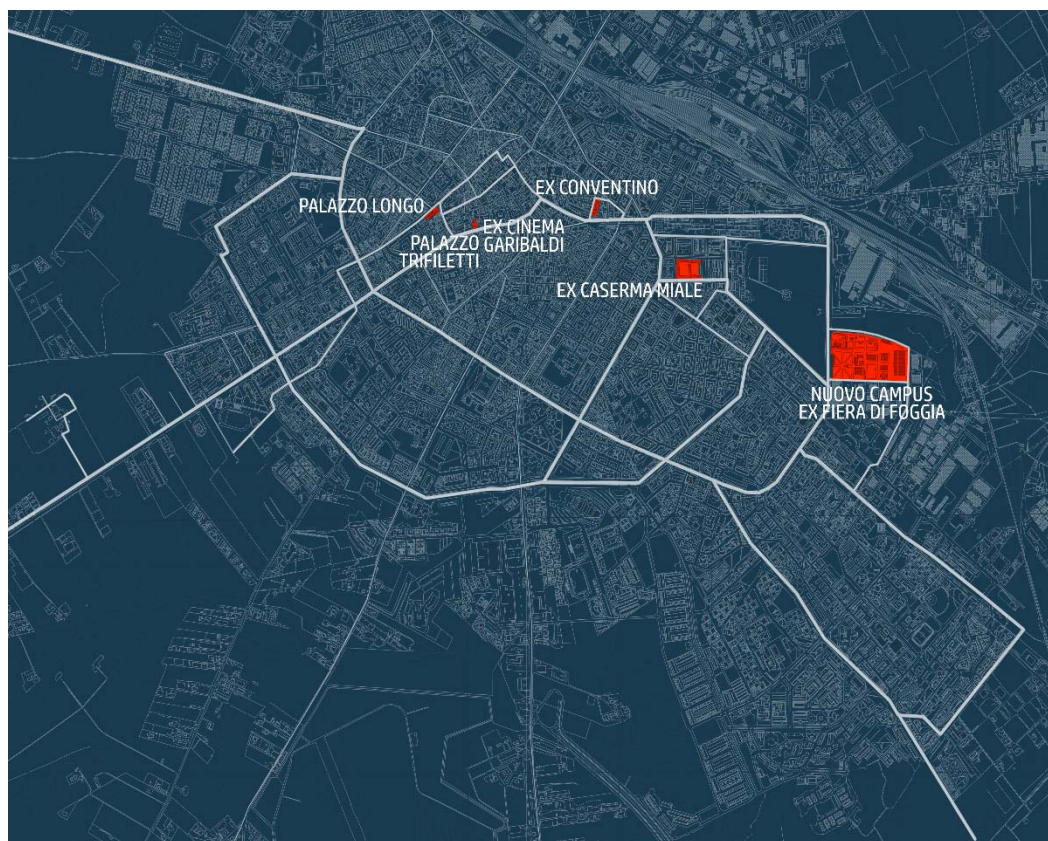 EX CONVENTINO
PALAZZO LONGO
EX CINEMA
GARIBALDI
PALAZZO
TRIFILETTI
EX CASERMA MIALE
NUOVO CAMPUS
EX FIERA DI FOGGIA